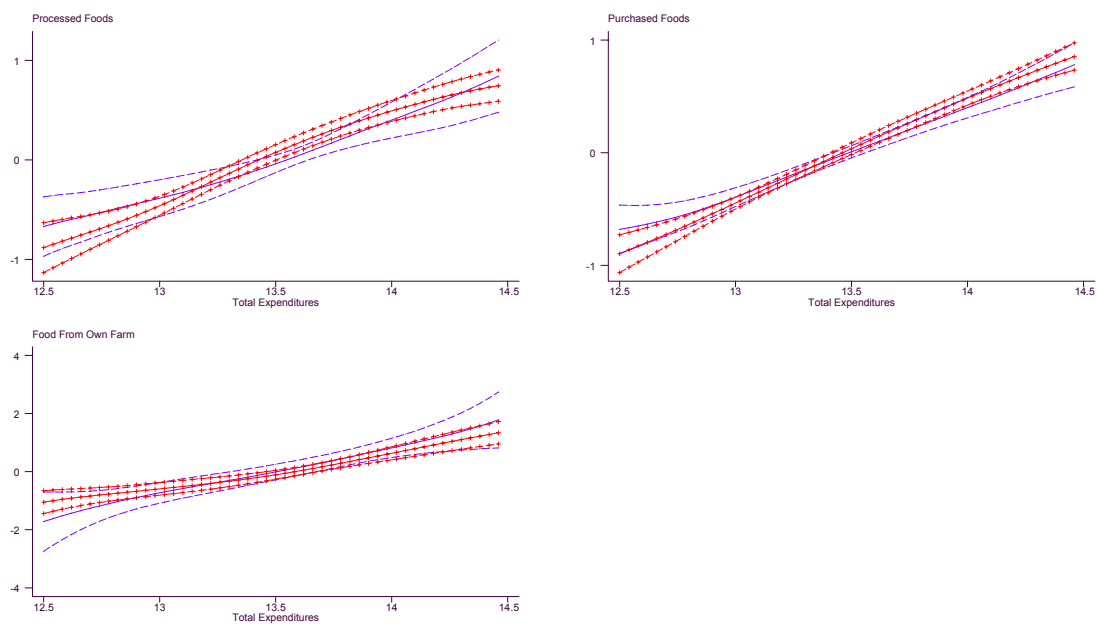 Processed Foods
1
0
-1
12.5 13 13.5 14 14.5
Total Expenditures
Purchased Foods
1
0
-1
12.5 13 13.5 14 14.5
Total Expenditures
Food From Own Farm
4
2
0
-2
-4
12.5 13 13.5 14 14.5
Total Expenditures